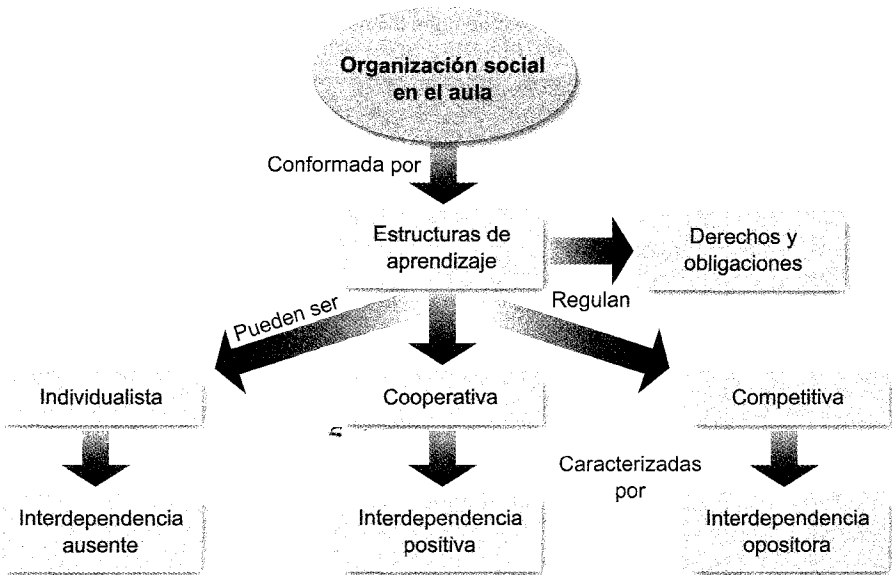 Organización social
en el aula
Conformada por
Estructuras de
aprendizaje
Derechos y
obligaciones
Regulan
Pueden ser
Individualista
Cooperativa
Competitiva
Caracterizadas
por
Interdependencia
ausente
Interdependencia
positiva
Interdependencia
opositora